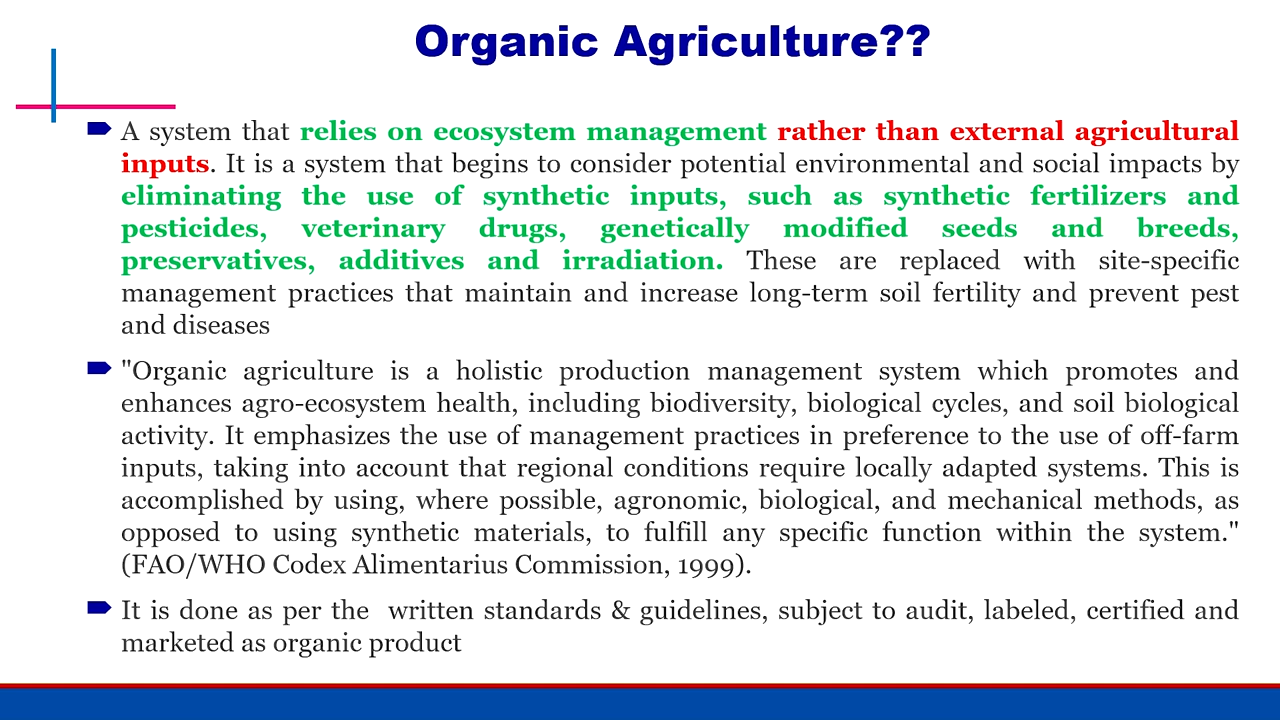 Organic Agriculture??
A system that relies on ecosystem management rather than external agricultural
inputs. It is a system that begins to consider potential environmental and social impacts by
eliminating the use of synthetic inputs, such as synthetic fertilizers and
pesticides, veterinary drugs, genetically modified seeds and breeds,
preservatives, additives and irradiation. These are replaced with site-specific
management practices that maintain and increase long-term soil fertility and prevent pest
and diseases
"Organic agriculture is a holistic production management system which promotes and
enhances agro-ecosystem health, including biodiversity, biological cycles, and soil biological
activity. It emphasizes the use of management practices in preference to the use of off-farm
inputs, taking into account that regional conditions require locally adapted systems. This is
accomplished by using, where possible, agronomic, biological, and mechanical methods, as
opposed to using synthetic materials, to fulfill any specific function within the system."
(FAO/WHO Codex Alimentarius Commission, 1999).
It is done as per the written standards & guidelines, subject to audit, labeled, certified and
marketed as organic product